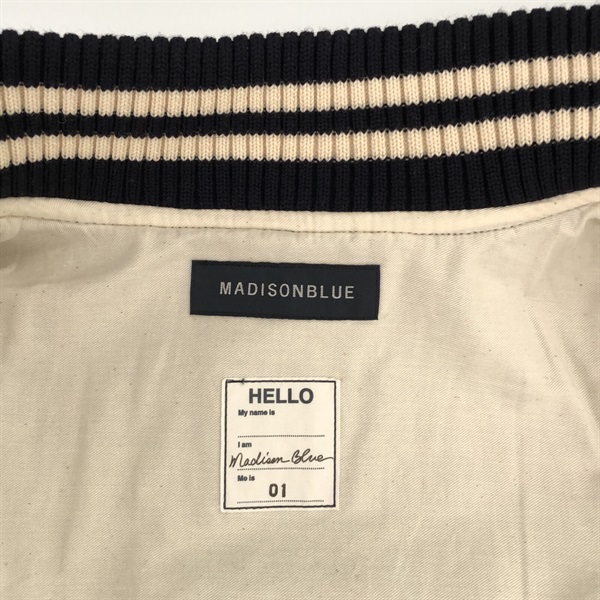 MADISONBLUE
HELLO
My name is
I am
Madison Blue
Mo is
01